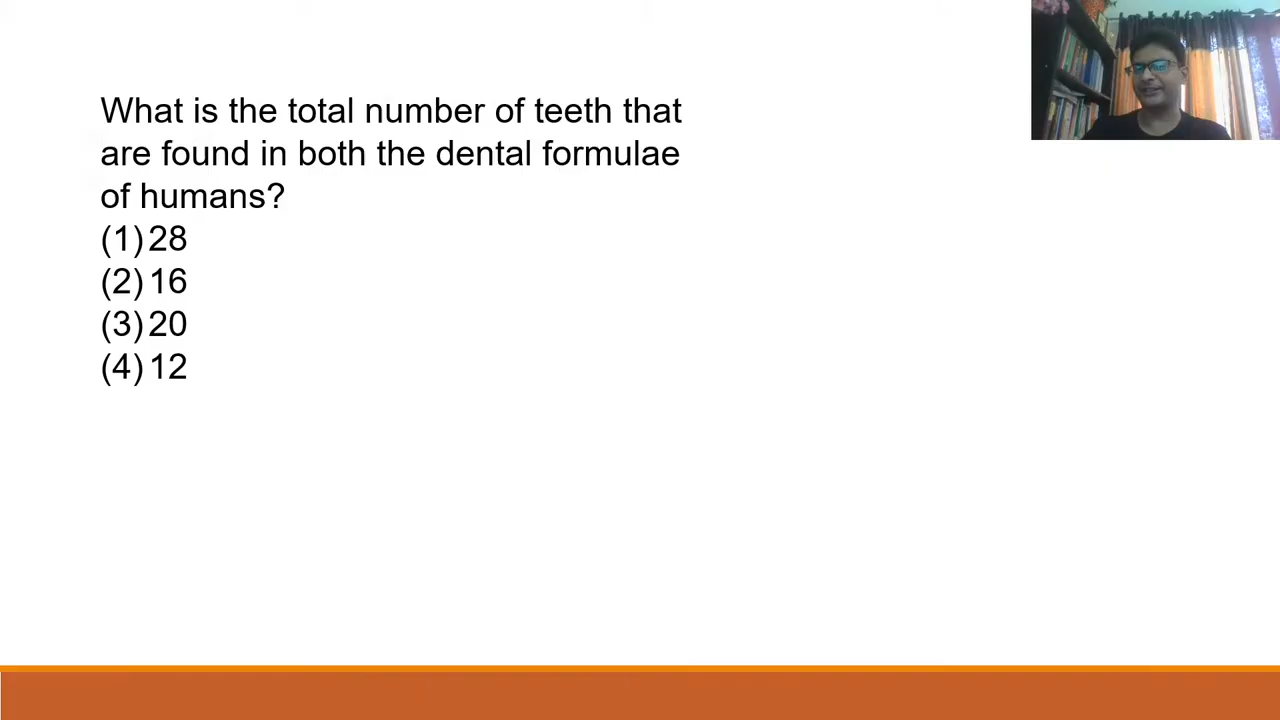 What is the total number of teeth that
are found in both the dental formulae
of humans?
(1) 28
(2) 16
(3) 20
(4) 12